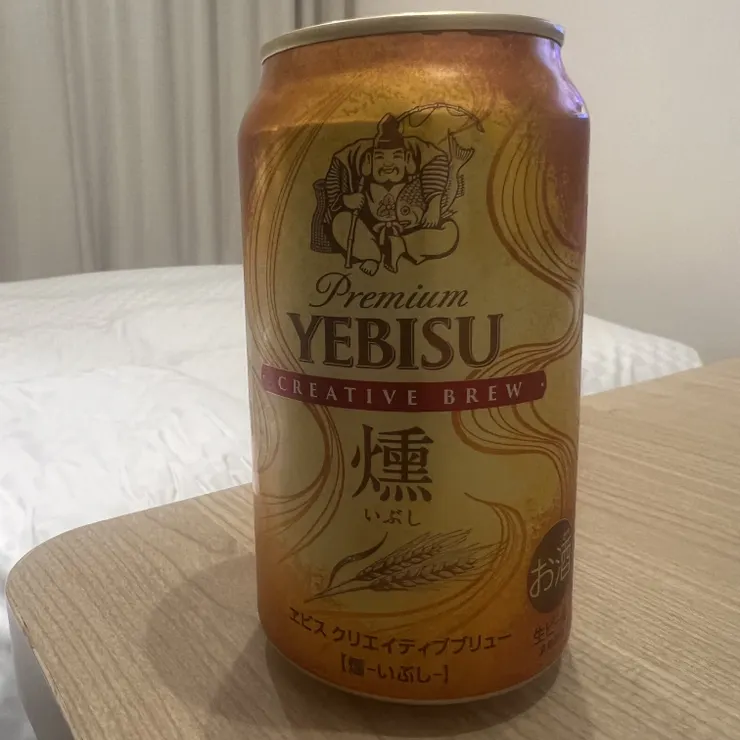 Premium
YEBISU
CREATIVE BREW
燻
いぶし
お酒
ヱビス クリエイティブブリュー
【燻-いぶし-】